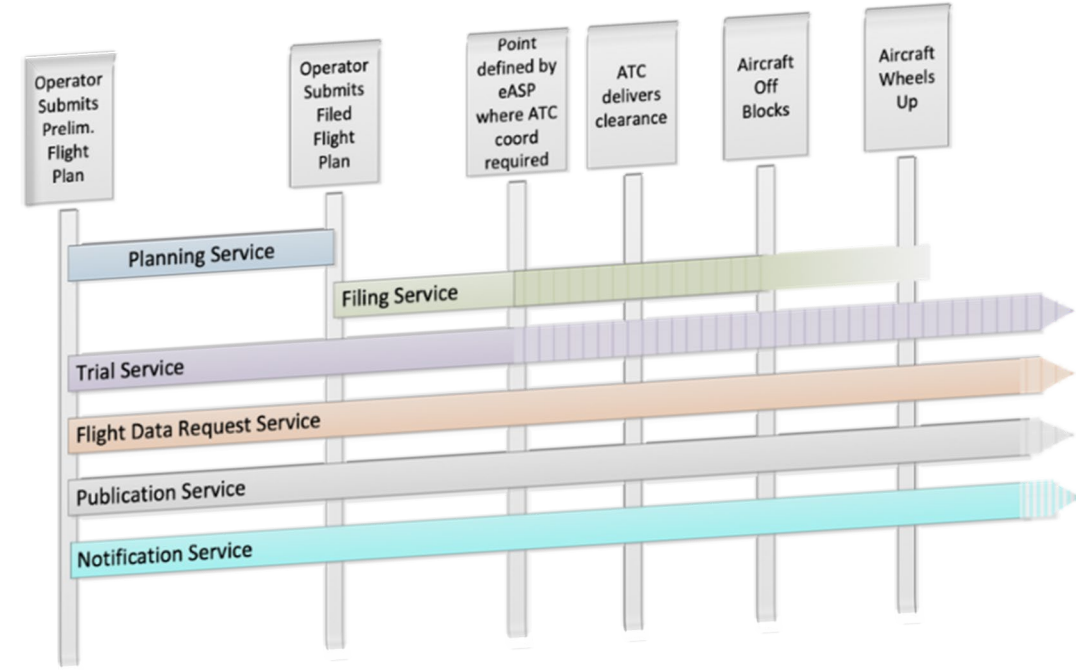 Operator
Submits
Prelim.
Flight
Plan
Operator
Submits
Filed
Flight
Plan
Point
defined by
eASP
where ATC
coord
required
ATC
delivers
clearance
Aircraft
Off
Blocks
Aircraft
Wheels
Up
Planning Service
Filing Service
Trial Service
Flight Data Request Service
Publication Service
Notification Service